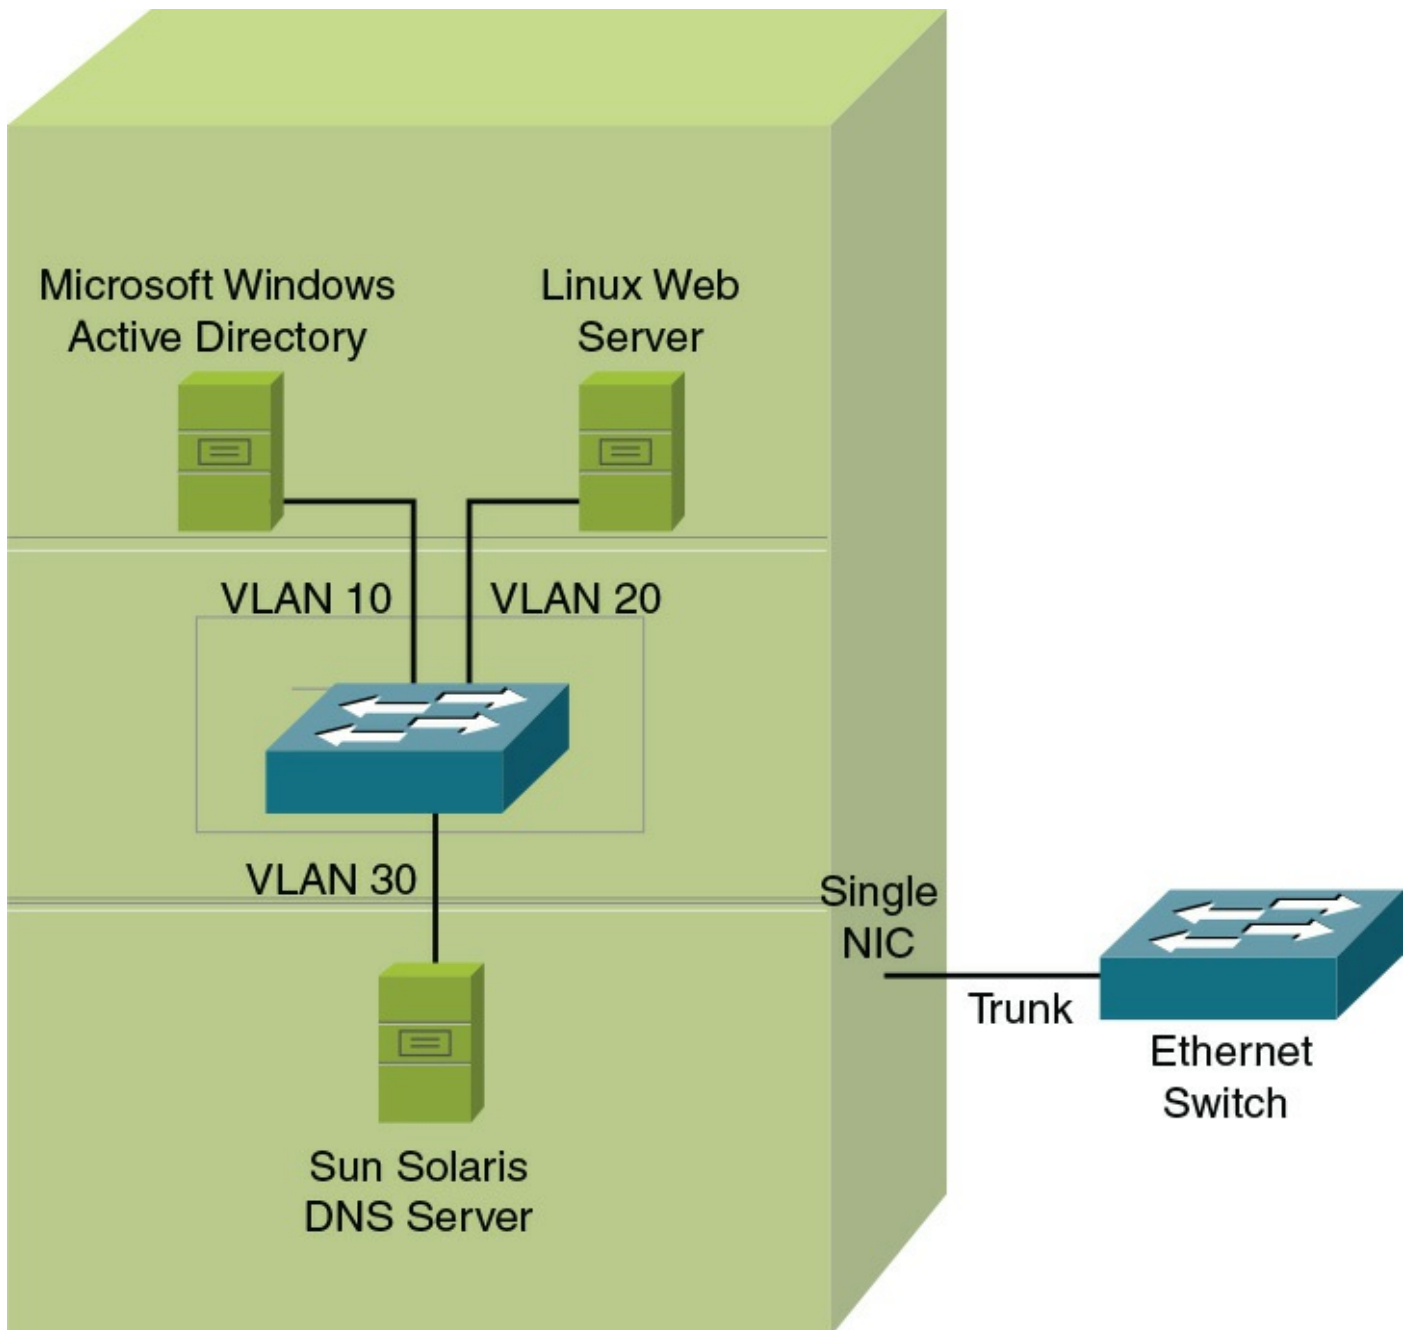 Microsoft Windows
Active Directory
Linux Web
Server
VLAN 10
VLAN 20
VLAN 30
Single
NIC
Trunk
Ethernet
Switch
Sun Solaris
DNS Server